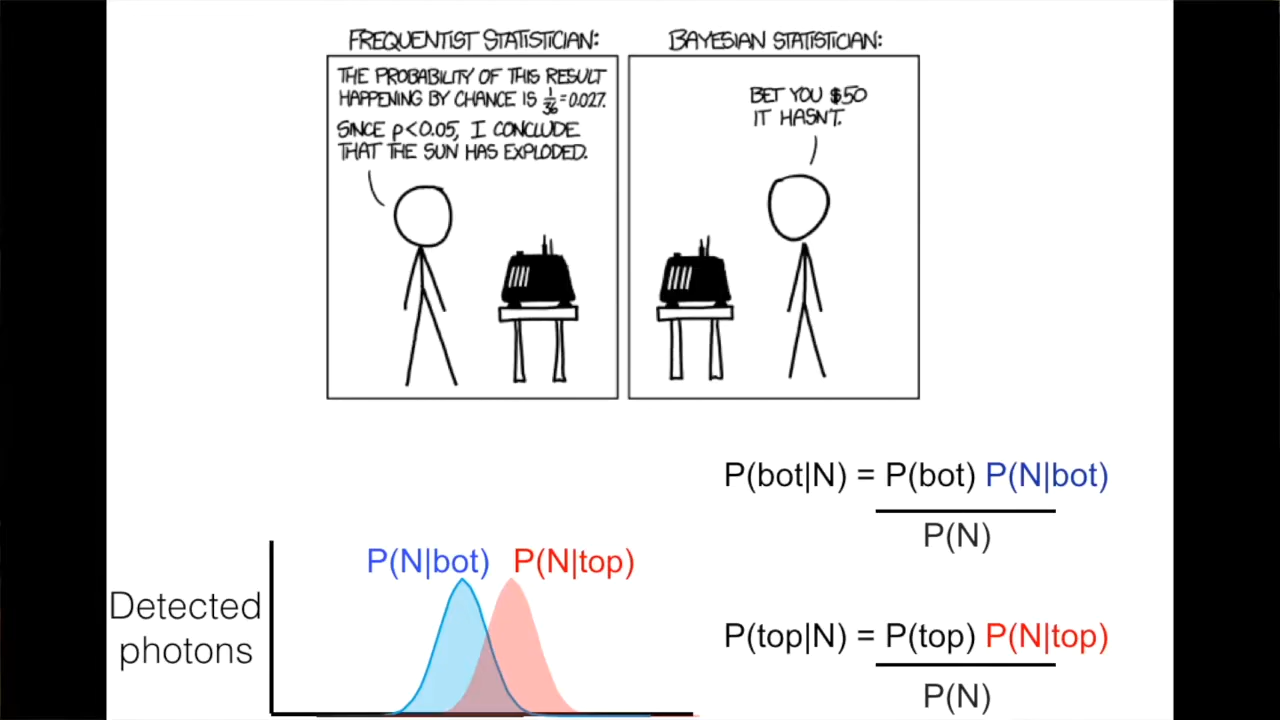 FREQUENTIST STATISTICIAN:
THE PROBABILITY OF THIS RESULT
HAPPENING BY CHANCE IS 1/36=0.027.
SINCE p<0.05, I CONCLUDE
THAT THE SUN HAS EXPLODED.
BAYESIAN STATISTICIAN:
BET YOU $50
IT HASN'T.
Detected
photons
P(N|bot) P(N|top)
P(bot|N) = P(bot) P(N|bot)
P(N)
P(top|N) = P(top) P(N|top)
P(N)